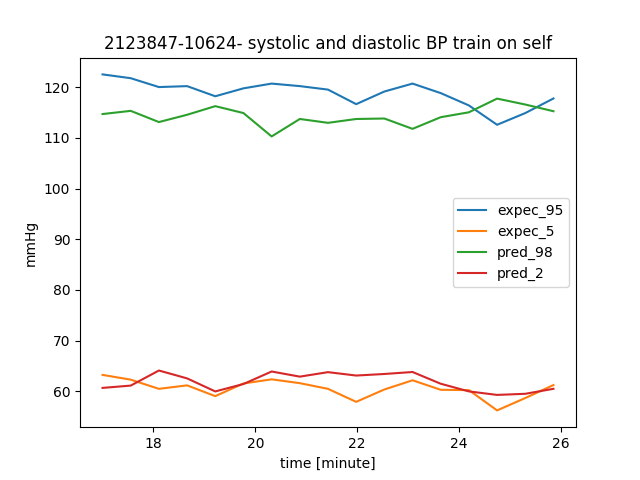 2123847-10624- systolic and diastolic BP train on self
120
110
100
90
80
70
60
mmHg
expec_95
expec_5
pred_98
pred_2
18 20 22 24 26
time [minute]